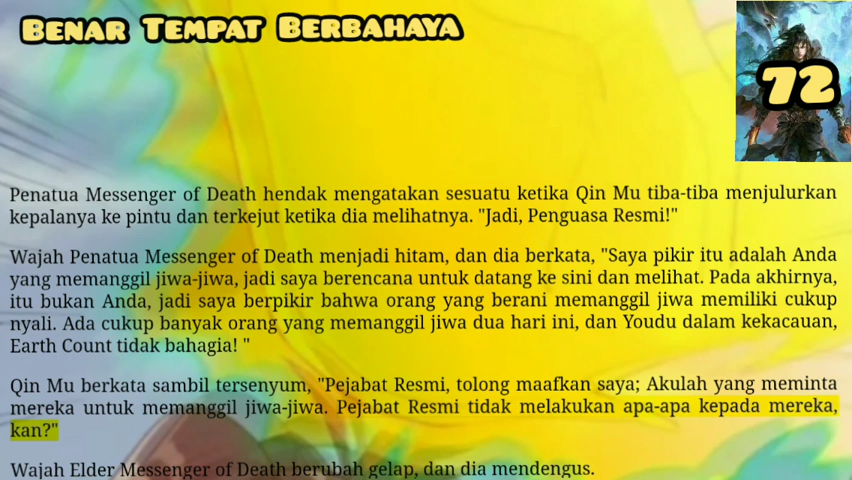 Benar Tempat Berbahaya
72
Penatua Messenger of Death hendak mengatakan sesuatu ketika Qin Mu tiba-tiba menjulurkan
kepalanya ke pintu dan terkejut ketika dia melihatnya. "Jadi, Penguasa Resmi!"
Wajah Penatua Messenger of Death menjadi hitam, dan dia berkata, "Saya pikir itu adalah Anda
yang memanggil jiwa-jiwa, jadi saya berencana untuk datang ke sini dan melihat. Pada akhirnya,
itu bukan Anda, jadi saya berpikir bahwa orang yang berani memanggil jiwa memiliki cukup
nyali. Ada cukup banyak orang yang memanggil jiwa dua hari ini, dan Youdu dalam kekacauan,
Earth Count tidak bahagia! "
Qin Mu berkata sambil tersenyum, "Pejabat Resmi, tolong maafkan saya; Akulah yang meminta
mereka untuk memanggil jiwa-jiwa. Pejabat Resmi tidak melakukan apa-apa kepada mereka,
kan?"
Wajah Elder Messenger of Death berubah gelap, dan dia mendengus.